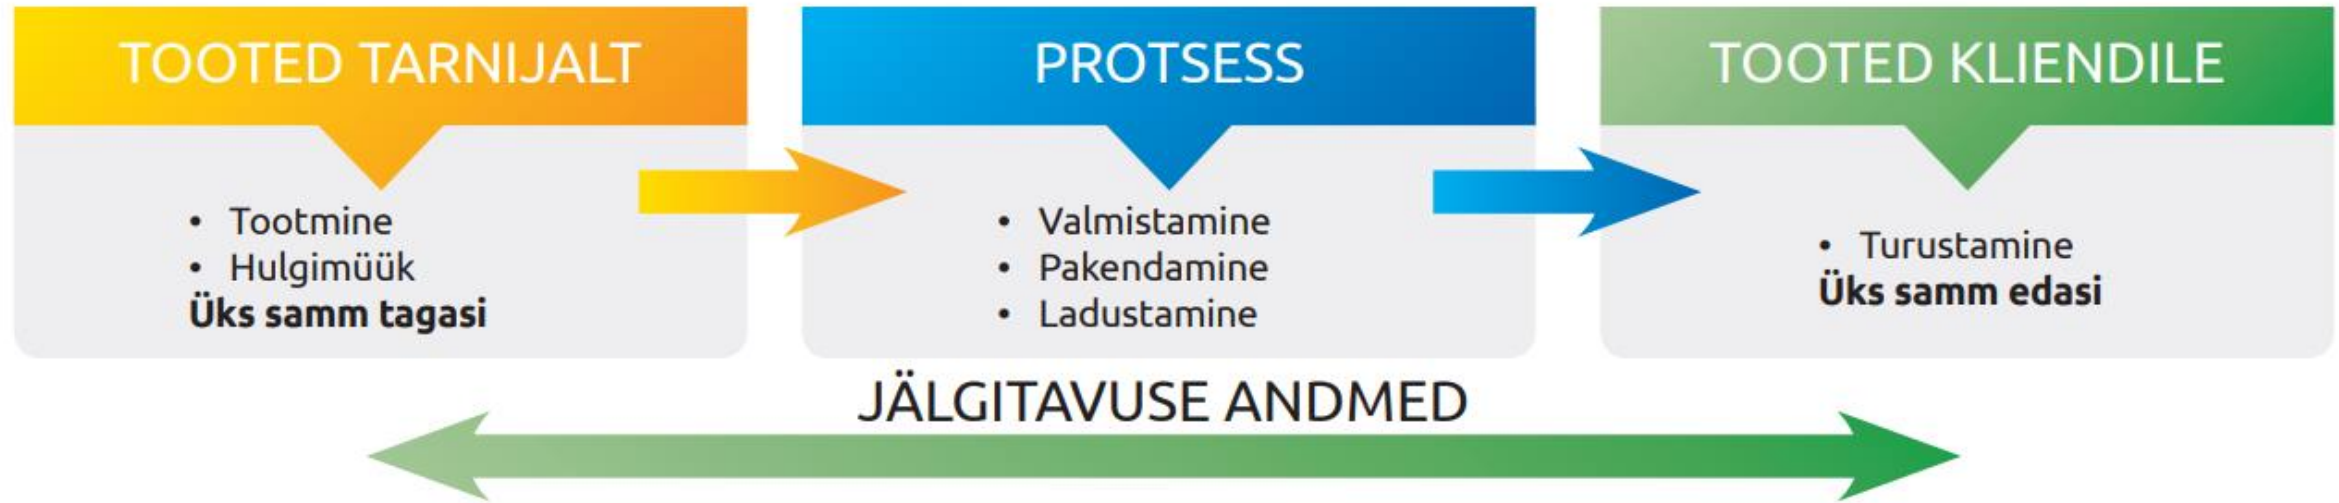 TOOTED TARNIJALT
• Tootmine
• Hulgimüük
Üks samm tagasi
PROTSESS
• Valmistamine
• Pakendamine
• Ladustamine
TOOTED KLIENDILE
• Turustamine
Üks samm edasi
JÄLGITAVUSE ANDMED